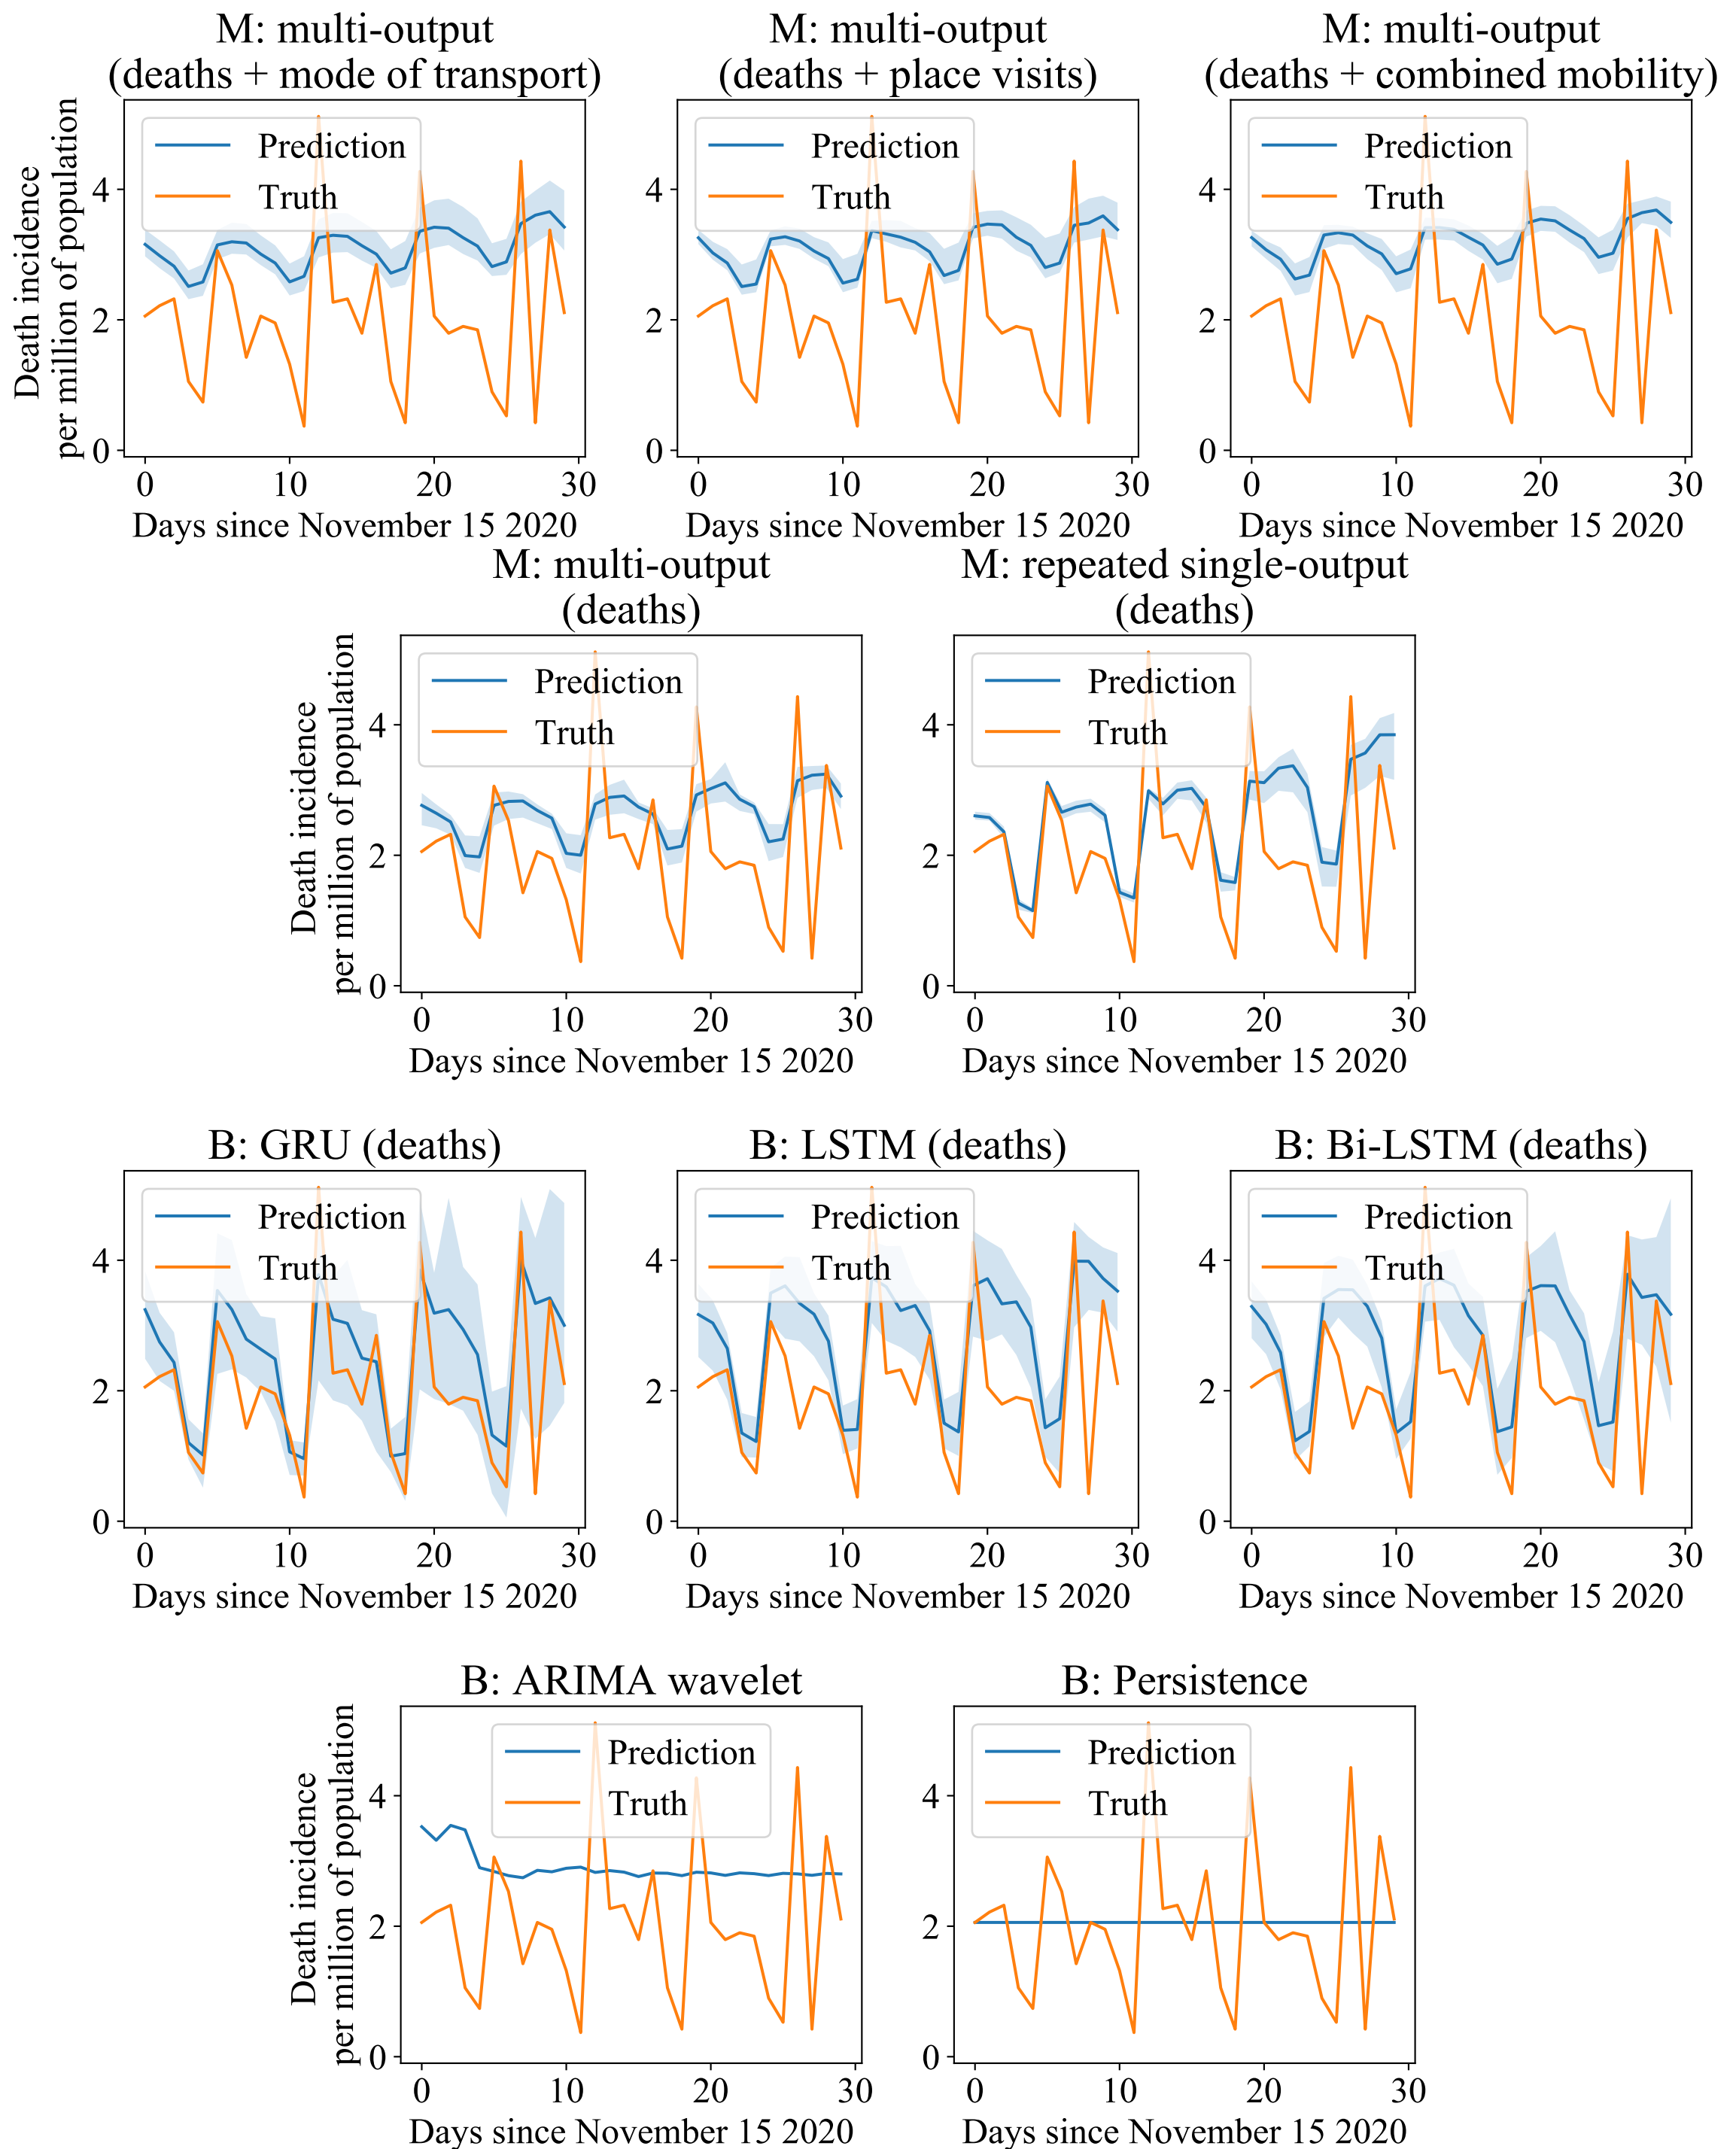 M: multi-output
(deaths + mode of transport)
M: multi-output
(deaths + place visits)
M: multi-output
(deaths + combined mobility)
Death incidence
per million of population
4
2
0
Prediction
Truth
0 10 20 30
Days since November 15 2020
4
2
0
Prediction
Truth
0 10 20 30
Days since November 15 2020
4
2
0
Prediction
Truth
0 10 20 30
Days since November 15 2020
M: multi-output
(deaths)
M: repeated single-output
(deaths)
Death incidence
per million of population
4
2
0
Prediction
Truth
0 10 20 30
Days since November 15 2020
4
2
0
Prediction
Truth
0 10 20 30
Days since November 15 2020
B: GRU (deaths)
B: LSTM (deaths)
B: Bi-LSTM (deaths)
4
2
0
Prediction
Truth
0 10 20 30
Days since November 15 2020
4
2
0
Prediction
Truth
0 10 20 30
Days since November 15 2020
4
2
0
Prediction
Truth
0 10 20 30
Days since November 15 2020
B: ARIMA wavelet
B: Persistence
Death incidence
per million of population
4
2
0
Prediction
Truth
0 10 20 30
Days since November 15 2020
4
2
0
Prediction
Truth
0 10 20 30
Days since November 15 2020